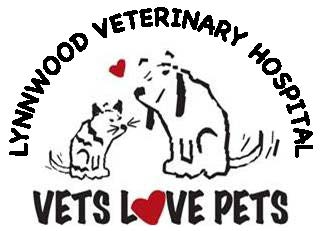 LYNNWOOD VETERINARY HOSPITAL
VETS LOVE PETS